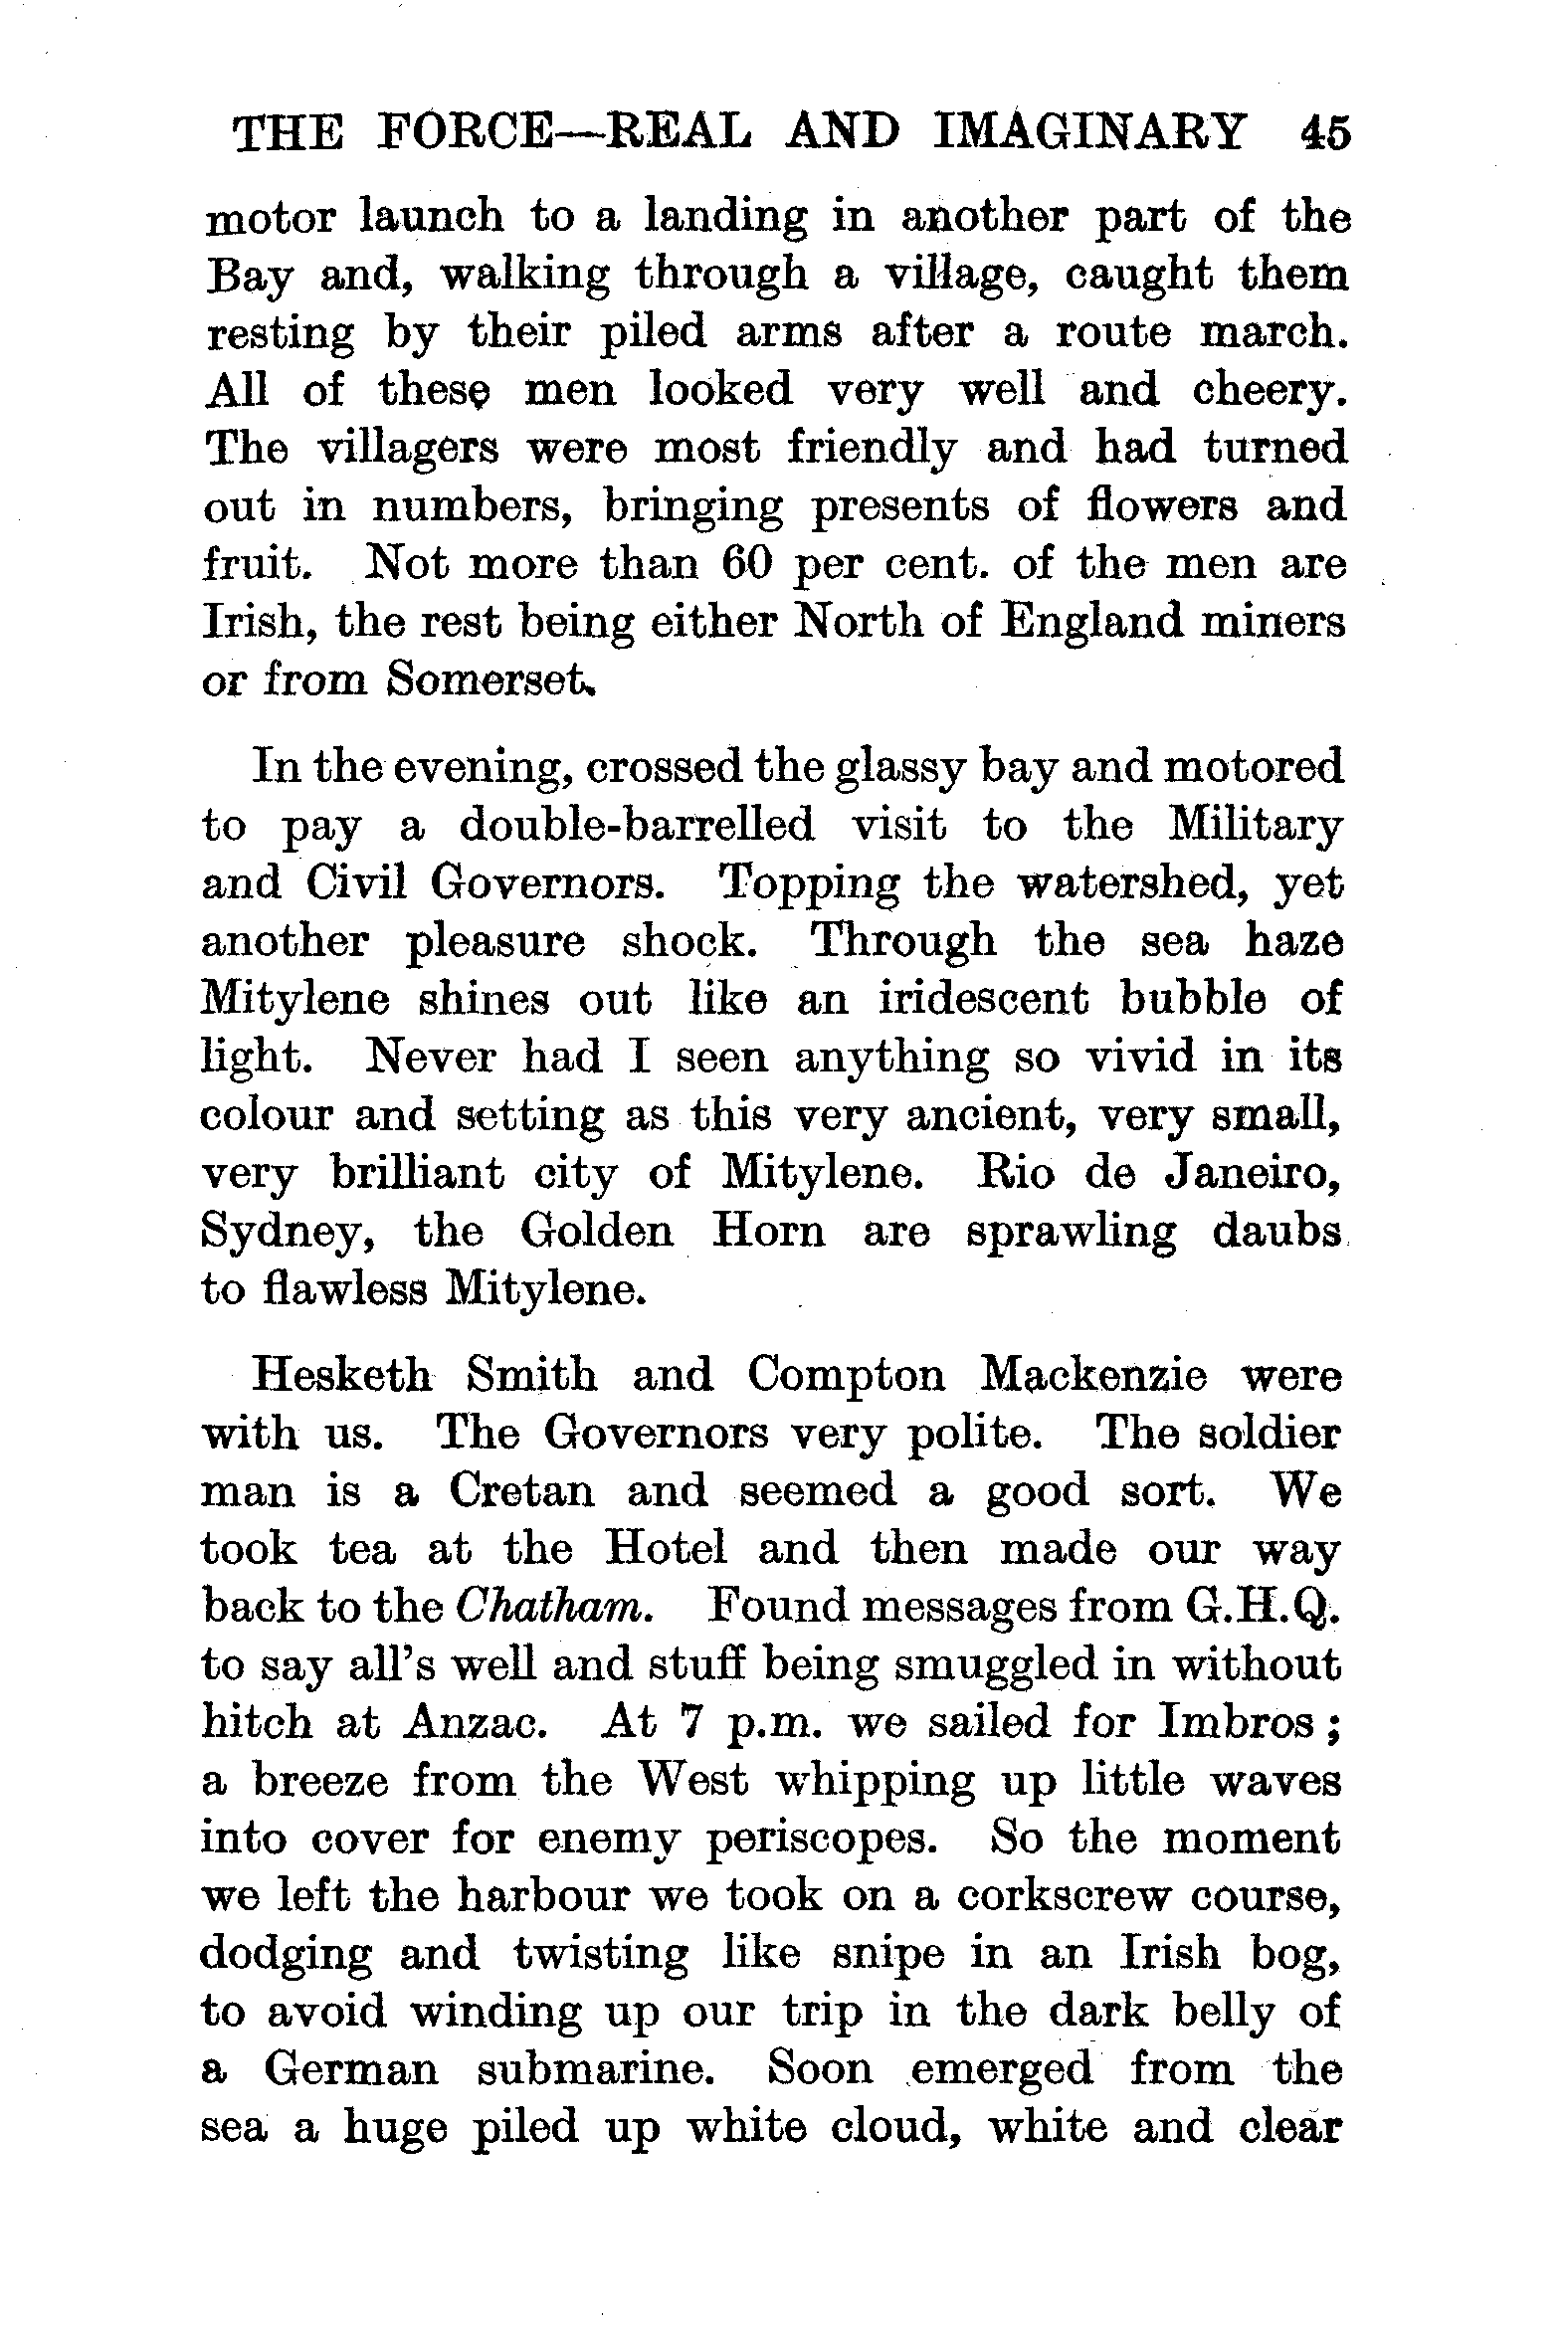 THE FORCE—REAL AND IMAGINARY 45
motor launch to a landing in another part of the
Bay and, walking through a village, caught them
resting by their piled arms after a route march.
All of these men looked very well and cheery.
The villagers were most friendly and had turned
out in numbers, bringing presents of flowers and
fruit. Not more than 60 per cent. of the men are
Irish, the rest being either North of England miners
or from Somerset.
In the evening, crossed the glassy bay and motored
to pay a double-barrelled visit to the Military
and Civil Governors. Topping the watershed, yet
another pleasure shock. Through the sea haze
Mitylene shines out like an iridescent bubble of
light. Never had I seen anything so vivid in its
colour and setting as this very ancient, very small,
very brilliant city of Mitylene. Rio de Janeiro,
Sydney, the Golden Horn are sprawling daubs
to flawless Mitylene.
Hesketh Smith and Compton Mackenzie were
with us. The Governors very polite. The soldier
man is a Cretan and seemed a good sort. We
took tea at the Hotel and then made our way
back to the Chatham. Found messages from G.H.Q.
to say all's well and stuff being smuggled in without
hitch at Anzac. At 7 p.m. we sailed for Imbros;
a breeze from the West whipping up little waves
into cover for enemy periscopes. So the moment
we left the harbour we took on a corkscrew course,
dodging and twisting like snipe in an Irish bog,
to avoid winding up our trip in the dark belly of
a German submarine. Soon emerged from the
sea a huge piled up white cloud, white and clear